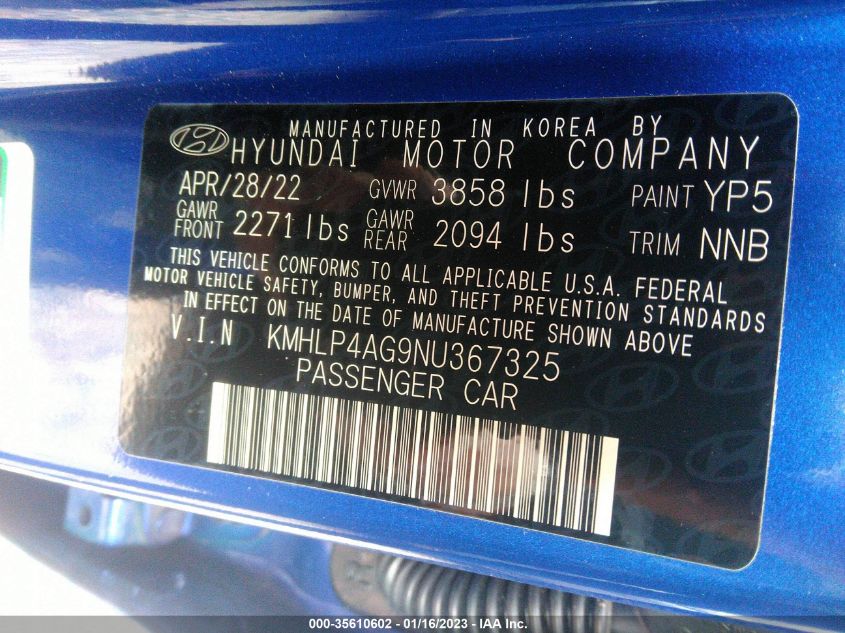 MANUFACTURED IN KOREA BY
HYUNDAI MOTOR COMPANY
APR/28/22 GVWR 3858 lbs PAINT YP5
GAWR FRONT 2271 lbs GAWR REAR 2094 lbs TRIM NNB
THIS VEHICLE CONFORMS TO ALL APPLICABLE U.S.A. FEDERAL
MOTOR VEHICLE SAFETY, BUMPER, AND THEFT PREVENTION STANDARDS
IN EFFECT ON THE DATE OF MANUFACTURE SHOWN ABOVE
V.I.N KMHLP4AG9NU367325
PASSENGER CAR
000-35610602 - 01/16/2023 - IAA Inc.